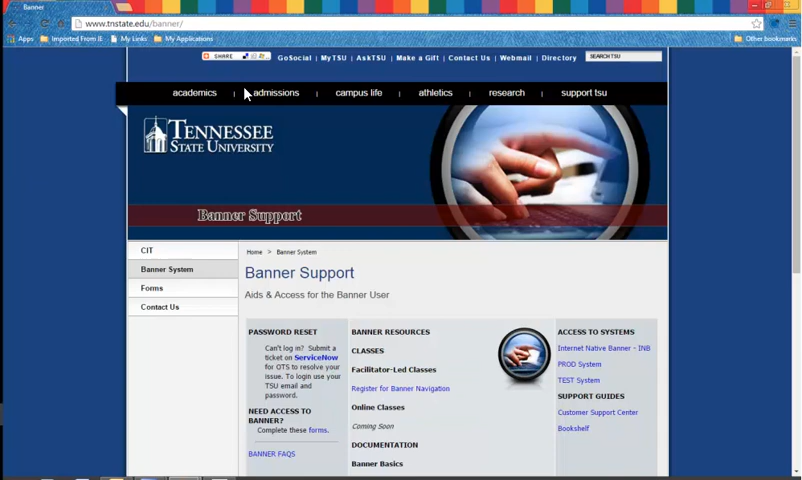 Banner
www.tnstate.edu/banner/
Apps Imported From IE My Links My Applications Other bookmarks
SHARE GoSocial | MyTSU | AskTSU | Make a Gift | Contact Us | Webmail | Directory SEARCH TSU
academics | admissions | campus life | athletics | research | support tsu
TENNESSEE
STATE UNIVERSITY
Banner Support
CIT
Banner System
Forms
Contact Us
Home > Banner System
Banner Support
Aids & Access for the Banner User
PASSWORD RESET
Can't log in? Submit a
ticket on ServiceNow
for OTS to resolve your
issue. To login use your
TSU email and
password.
NEED ACCESS TO
BANNER?
Complete these forms.
BANNER FAQS
BANNER RESOURCES
CLASSES
Facilitator-Led Classes
Register for Banner Navigation
Online Classes
Coming Soon
DOCUMENTATION
Banner Basics
ACCESS TO SYSTEMS
Internet Native Banner - INB
PROD System
TEST System
SUPPORT GUIDES
Customer Support Center
Bookshelf